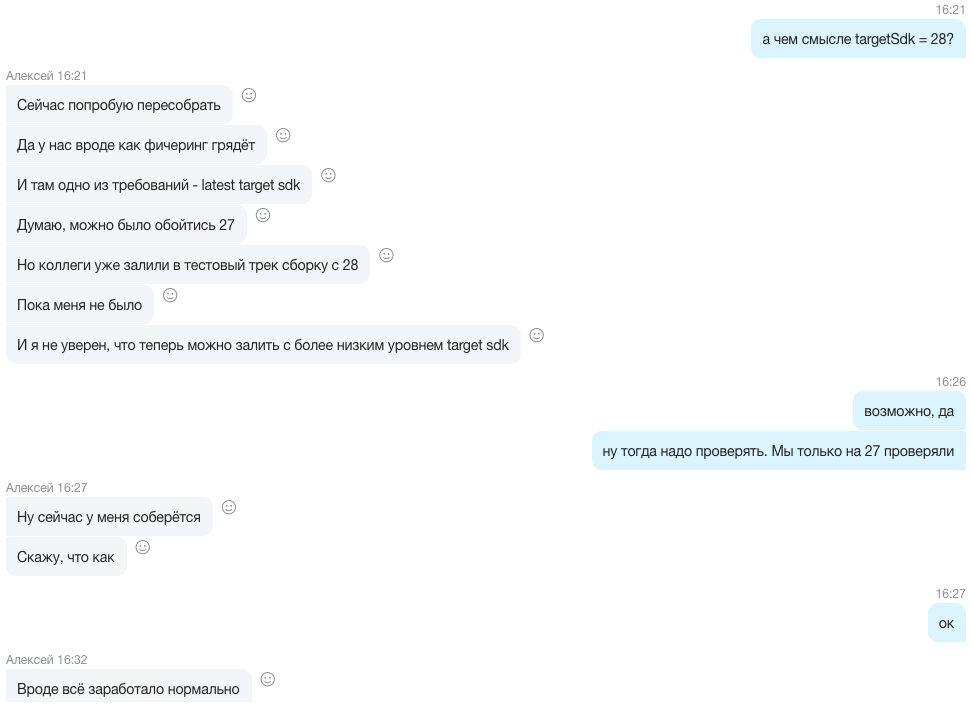 16:21
а чем смысле targetSdk = 28?
Алексей 16:21
Сейчас попробую пересобрать
Да у нас вроде как фичеринг грядёт
И там одно из требований - latest target sdk
Думаю, можно было обойтись 27
Но коллеги уже залили в тестовый трек сборку с 28
Пока меня не было
И я не уверен, что теперь можно залить с более низким уровнем target sdk
16:26
возможно, да
ну тогда надо проверять. Мы только на 27 проверяли
Алексей 16:27
Ну сейчас у меня соберётся
Скажу, что как
16:27
ок
Алексей 16:32
Вроде всё заработало нормально